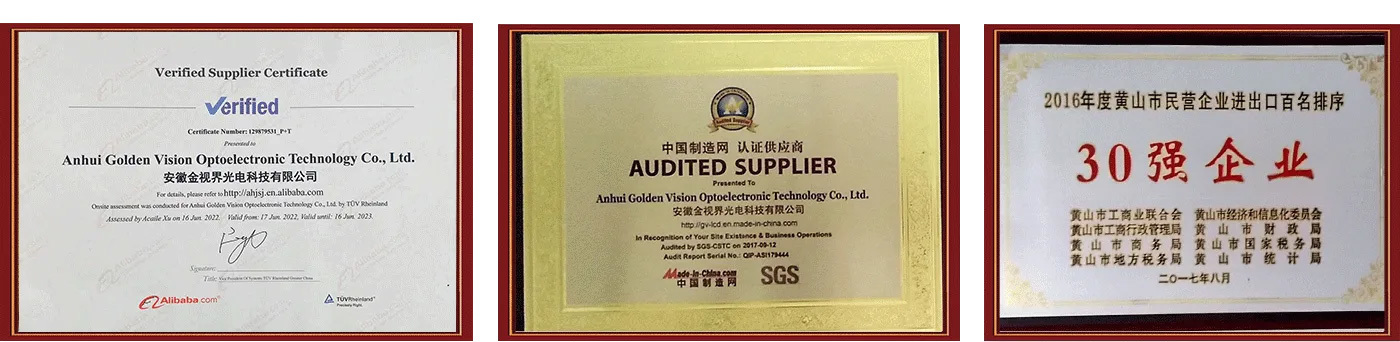 Verified Supplier Certificate
Verified
Certificate Number: 129879531_P+T
Presented to
Anhui Golden Vision Optoelectronic Technology Co., Ltd.
安徽金视界光电科技有限公司
For details, please refer to http://ahjsj.en.alibaba.com
Onsite assessment was conducted for Anhui Golden Vision Optoelectronic Technology Co., Ltd. by TÜV Rheinland
Assessed by Acaile Xu on 16 Jun. 2022. Valid from: 17 Jun. 2022, Valid until: 16 Jun. 2023.
Signature:
Title: Vice President Of Systems TÜV Rheinland Greater China
Alibaba.com
TÜVRheinland
Precisely Right.
Audited Supplier
中国制造网 认证供应商
AUDITED SUPPLIER
Presented To
Anhui Golden Vision Optoelectronic Technology Co., Ltd.
安徽金视界光电科技有限公司
http://gv-lcd.en.made-in-china.com
In Recognition of Your Site Existance & Business Operations
Audited by SGS-CSTC on 2017-09-12
Audit Report Serial No.: QIP-ASI179444
Made-in-China.com
中国制造网
SGS
2016年度黄山市民营企业进出口百名排序
30强企业
黄山市工商业联合会 黄山市经济和信息化委员会
黄山市工商行政管理局 黄山市财政局
黄山市商务局 黄山市国家税务局
黄山市地方税务局 黄山市统计局
二〇一七年八月